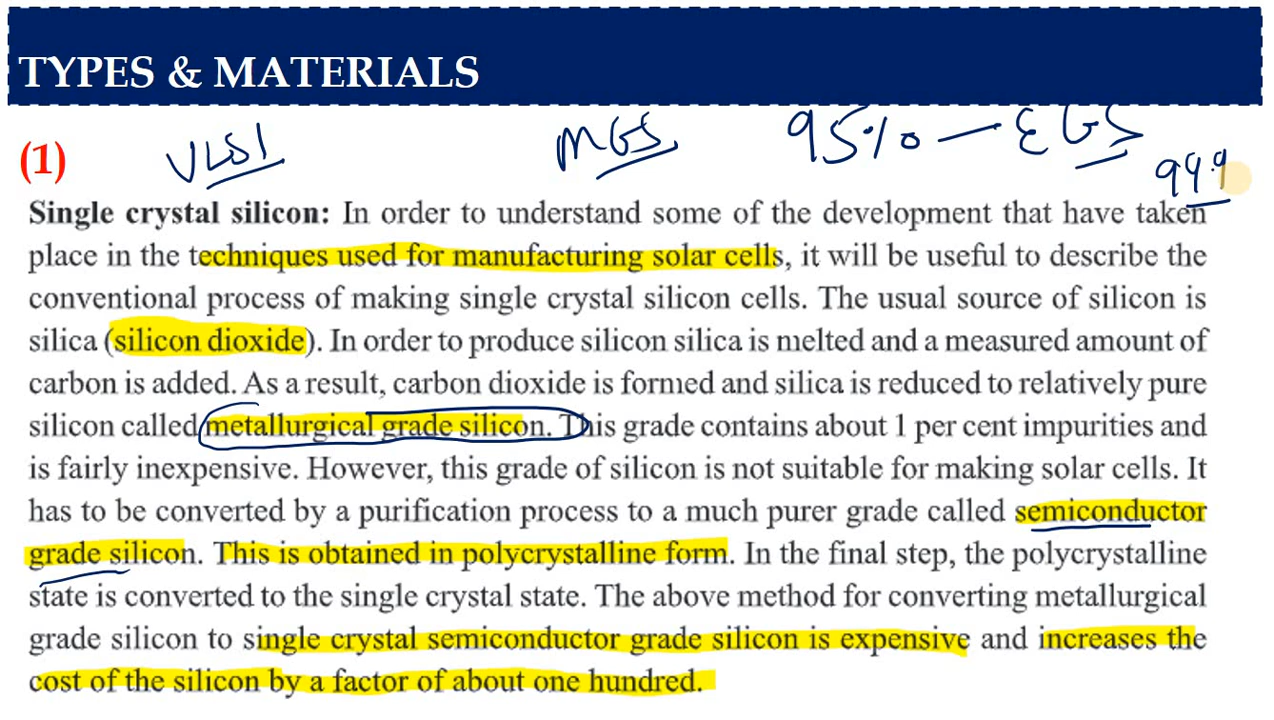 TYPES & MATERIALS
VLSI MGS 95% — EGS
(1) 99.9
Single crystal silicon: In order to understand some of the development that have taken
place in the techniques used for manufacturing solar cells, it will be useful to describe the
conventional process of making single crystal silicon cells. The usual source of silicon is
silica (silicon dioxide). In order to produce silicon silica is melted and a measured amount of
carbon is added. As a result, carbon dioxide is formed and silica is reduced to relatively pure
silicon called metallurgical grade silicon. This grade contains about 1 per cent impurities and
is fairly inexpensive. However, this grade of silicon is not suitable for making solar cells. It
has to be converted by a purification process to a much purer grade called semiconductor
grade silicon. This is obtained in polycrystalline form. In the final step, the polycrystalline
state is converted to the single crystal state. The above method for converting metallurgical
grade silicon to single crystal semiconductor grade silicon is expensive and increases the
cost of the silicon by a factor of about one hundred.